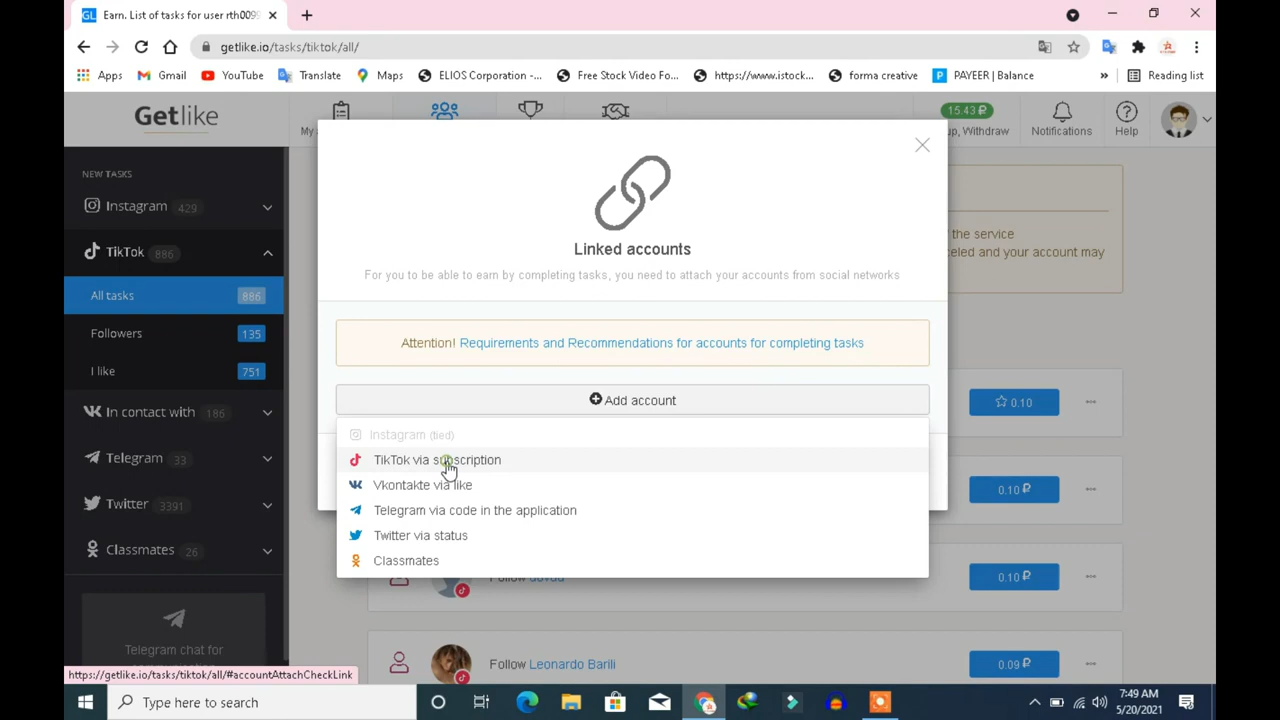 GL Earn. List of tasks for user rth0099
getlike.io/tasks/tiktok/all/
Apps Gmail YouTube Translate Maps ELIOS Corporation -... Free Stock Video Fo... https://www.istock... forma creative PAYEER | Balance » Reading list
Getlike
My a
15.43 ₽
up, Withdraw
Notifications
Help
NEW TASKS
Instagram 429
TikTok 886
All tasks 886
Followers 135
I like 751
In contact with 186
Telegram 33
Twitter 3391
Classmates 26
Telegram chat for
Linked accounts
For you to be able to earn by completing tasks, you need to attach your accounts from social networks
Attention! Requirements and Recommendations for accounts for completing tasks
Add account
Instagram (tied)
TikTok via subscription
Vkontakte via like
Telegram via code in the application
Twitter via status
Classmates
f the service
celed and your account may
0.10
0.10 ₽
Follow
0.10 ₽
Follow Leonardo Barili
0.09 ₽
https://getlike.io/tasks/tiktok/all/#accountAttachCheckLink
Type here to search
7:49 AM
5/20/2021